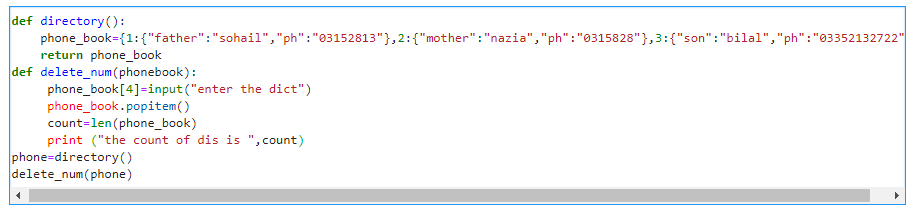 def directory():
    phone_book={1:{"father":"sohail","ph":"03152813"},2:{"mother":"nazia","ph":"0315828"},3:{"son":"bilal","ph":"03352132722"
    return phone_book
def delete_num(phonebook):
     phone_book[4]=input("enter the dict")
     phone_book.popitem()
     count=len(phone_book)
     print ("the count of dis is ",count)
phone=directory()
delete_num(phone)